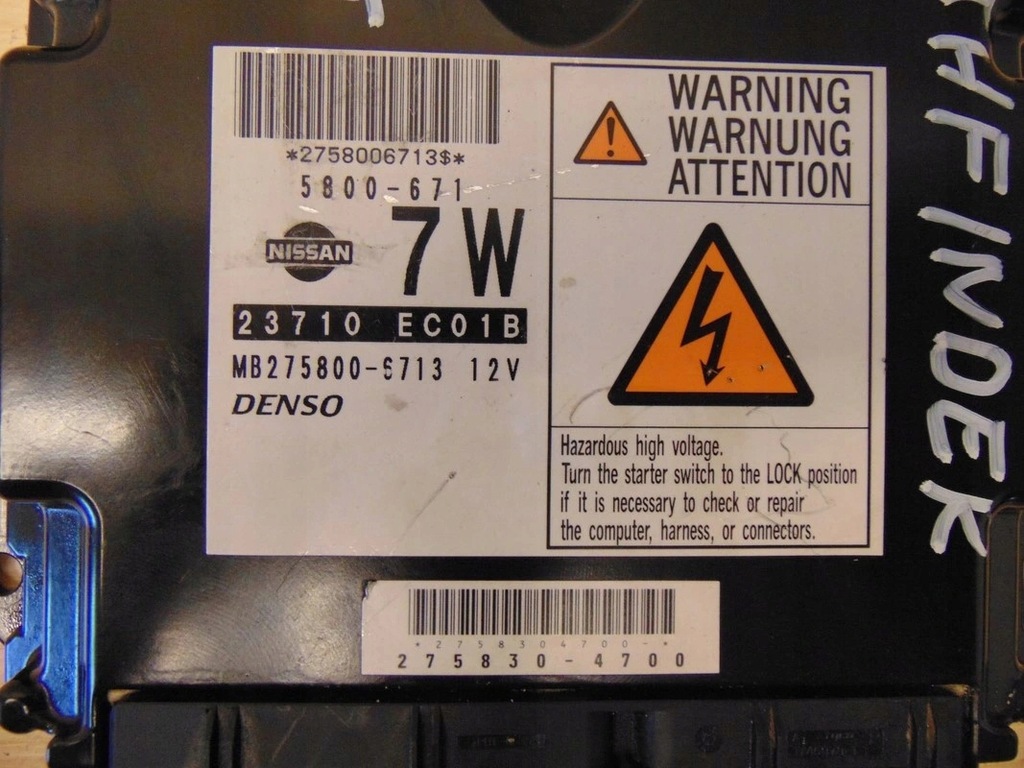 *2758006713$*
5800-671
NISSAN
7W
23710 EC01B
MB275800-6713 12V
DENSO
WARNING
WARNUNG
ATTENTION
Hazardous high voltage.
Turn the starter switch to the LOCK position
if it is necessary to check or repair
the computer, harness, or connectors.
*2758304700-*
275830-4700
THFINDER